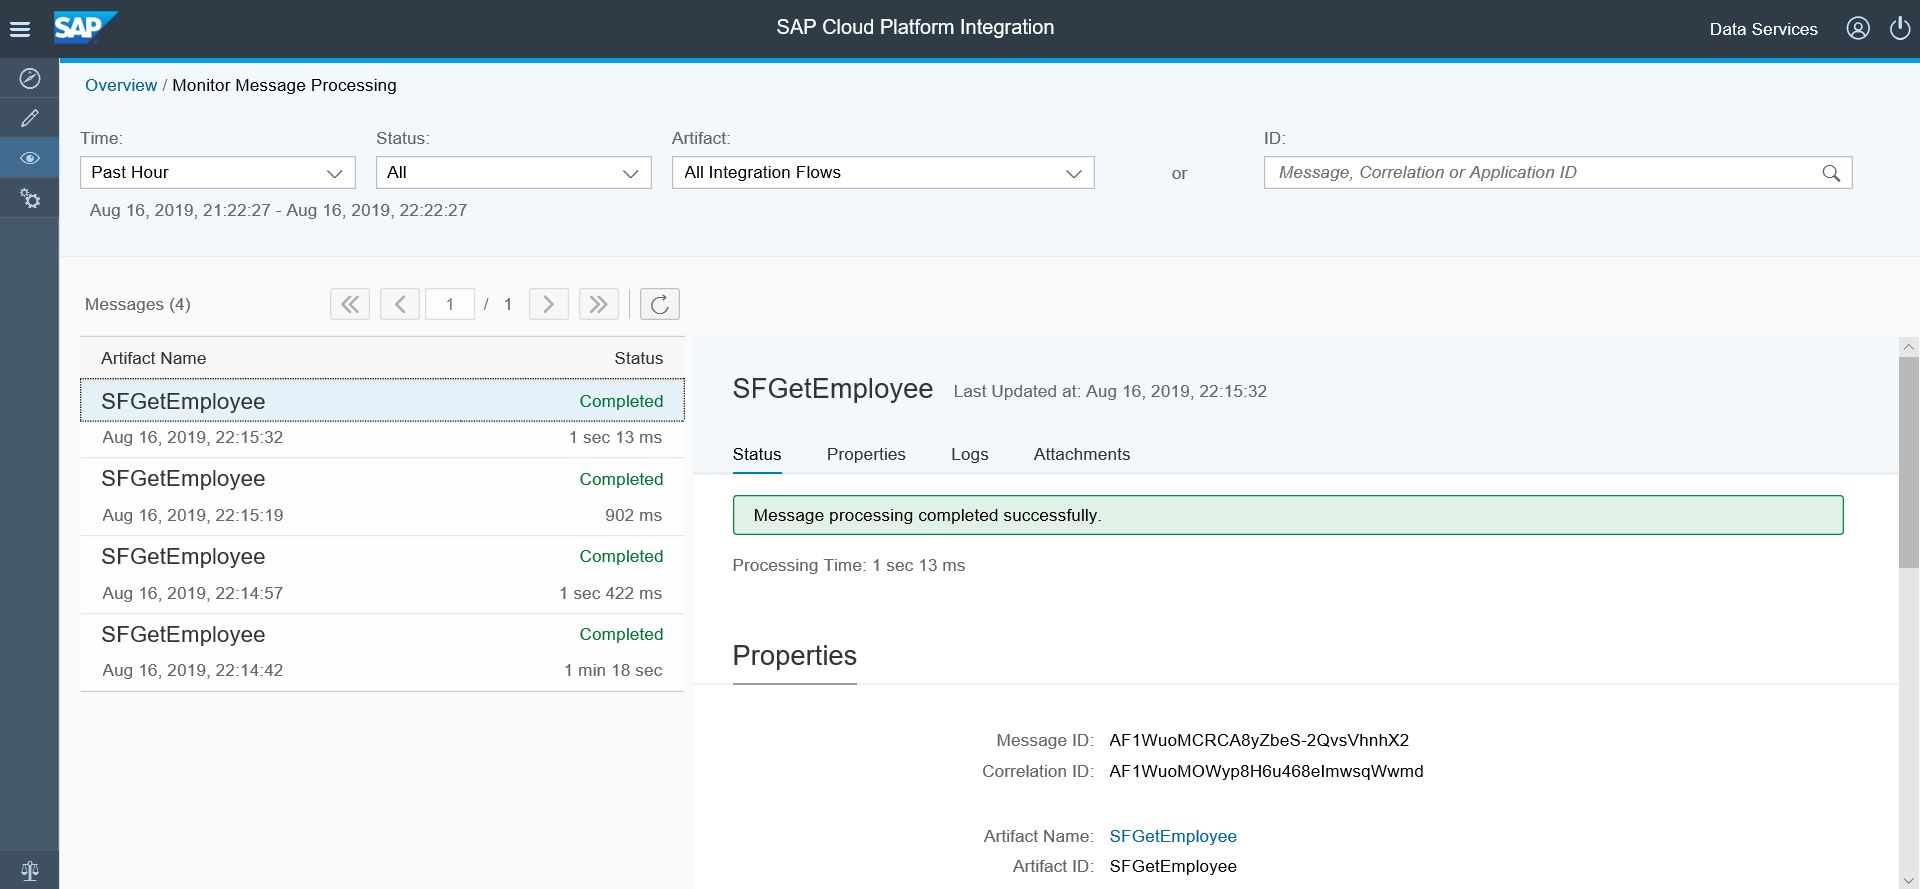 SAP
SAP Cloud Platform Integration
Data Services
Overview / Monitor Message Processing
Time:
Status:
Artifact:
ID:
Past Hour
All
All Integration Flows
or
Message, Correlation or Application ID
Aug 16, 2019, 21:22:27 - Aug 16, 2019, 22:22:27
Messages (4)
1 / 1
Artifact Name
Status
SFGetEmployee
Completed
Aug 16, 2019, 22:15:32
1 sec 13 ms
SFGetEmployee
Completed
Aug 16, 2019, 22:15:19
902 ms
SFGetEmployee
Completed
Aug 16, 2019, 22:14:57
1 sec 422 ms
SFGetEmployee
Completed
Aug 16, 2019, 22:14:42
1 min 18 sec
SFGetEmployee
Last Updated at: Aug 16, 2019, 22:15:32
Status
Properties
Logs
Attachments
Message processing completed successfully.
Processing Time: 1 sec 13 ms
Properties
Message ID: AF1WuoMCRCA8yZbeS-2QvsVhnhX2
Correlation ID: AF1WuoMOWyp8H6u468eImwsqWwmd
Artifact Name: SFGetEmployee
Artifact ID: SFGetEmployee